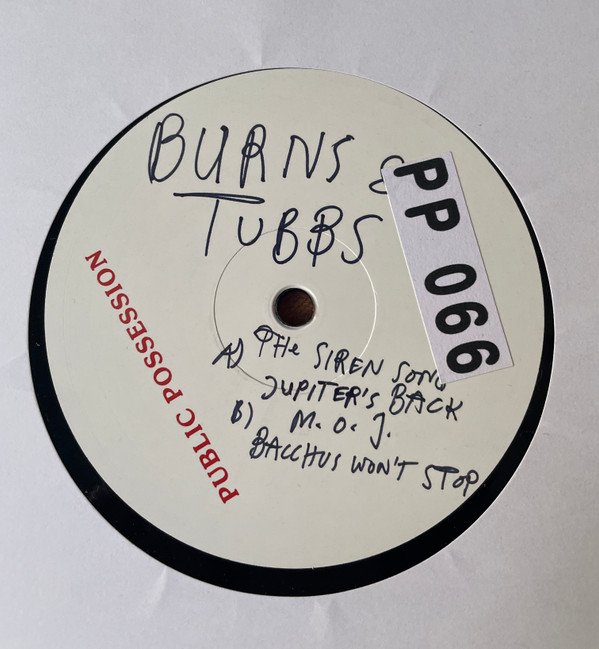 BURNS &
TUBBS
PP 066
PUBLIC POSSESSION
A) THE SIREN SONG
JUPITER'S BACK
B) M. O. J.
BACCHUS WON'T STOP